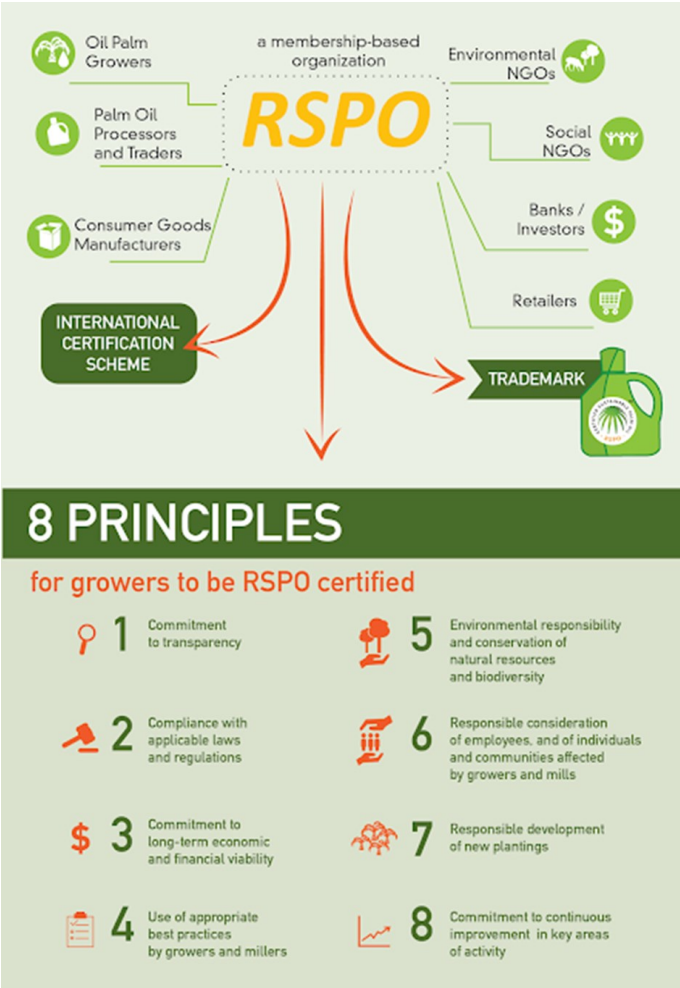 a membership-based
organization
RSPO
Oil Palm
Growers
Palm Oil
Processors
and Traders
Consumer Goods
Manufacturers
Environmental
NGOs
Social
NGOs
Banks /
Investors
$
Retailers
INTERNATIONAL
CERTIFICATION
SCHEME
TRADEMARK
CERTIFIED SUSTAINABLE PALM OIL
RSPO
8 PRINCIPLES
for growers to be RSPO certified
1
Commitment
to transparency
2
Compliance with
applicable laws
and regulations
$
3
Commitment to
long-term economic
and financial viability
4
Use of appropriate
best practices
by growers and millers
5
Environmental responsibility
and conservation of
natural resources
and biodiversity
6
Responsible consideration
of employees, and of individuals
and communities affected
by growers and mills
7
Responsible development
of new plantings
8
Commitment to continuous
improvement in key areas
of activity